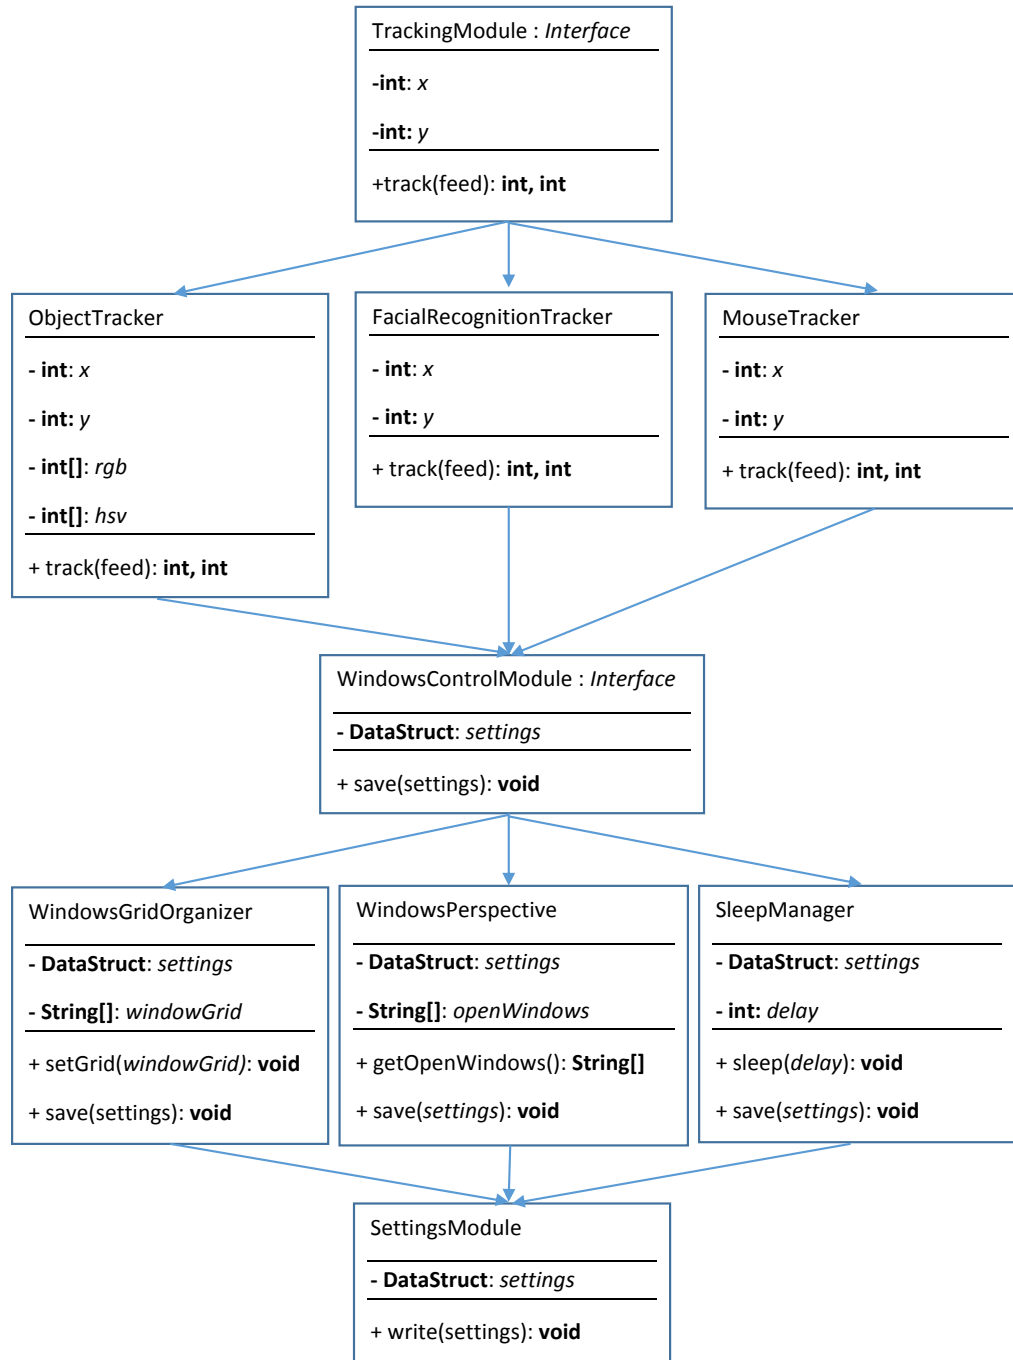 TrackingModule : Interface
-int: x
-int: y
+track(feed): int, int
ObjectTracker
- int: x
- int: y
- int[]: rgb
- int[]: hsv
+ track(feed): int, int
FacialRecognitionTracker
- int: x
- int: y
+ track(feed): int, int
MouseTracker
- int: x
- int: y
+ track(feed): int, int
WindowsControlModule : Interface
- DataStruct: settings
+ save(settings): void
WindowsGridOrganizer
- DataStruct: settings
- String[]: windowGrid
+ setGrid(windowGrid): void
+ save(settings): void
WindowsPerspective
- DataStruct: settings
- String[]: openWindows
+ getOpenWindows(): String[]
+ save(settings): void
SleepManager
- DataStruct: settings
- int: delay
+ sleep(delay): void
+ save(settings): void
SettingsModule
- DataStruct: settings
+ write(settings): void